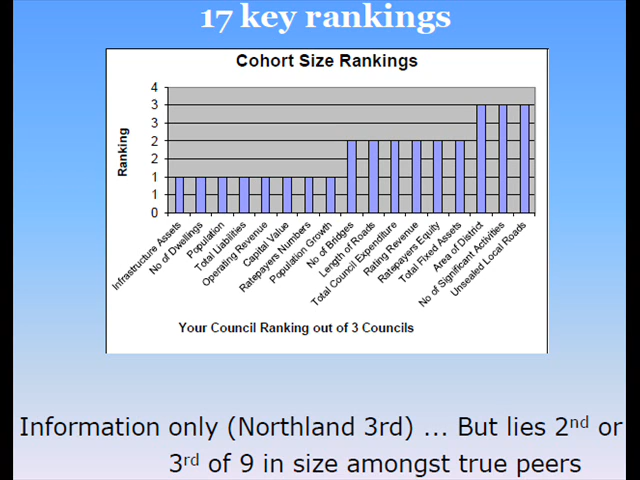 17 key rankings
Cohort Size Rankings
4
3
3
2
2
1
1
0
Ranking
Infrastructure Assets
No of Dwellings
Population
Total Liabilities
Operating Revenue
Capital Value
Ratepayers Numbers
Population Growth
No of Bridges
Length of Roads
Total Council Expenditure
Rating Revenue
Ratepayers Equity
Total Fixed Assets
Area of District
No of Significant Activities
Unsealed Local Roads
Your Council Ranking out of 3 Councils
Information only (Northland 3rd) ... But lies 2nd or
3rd of 9 in size amongst true peers